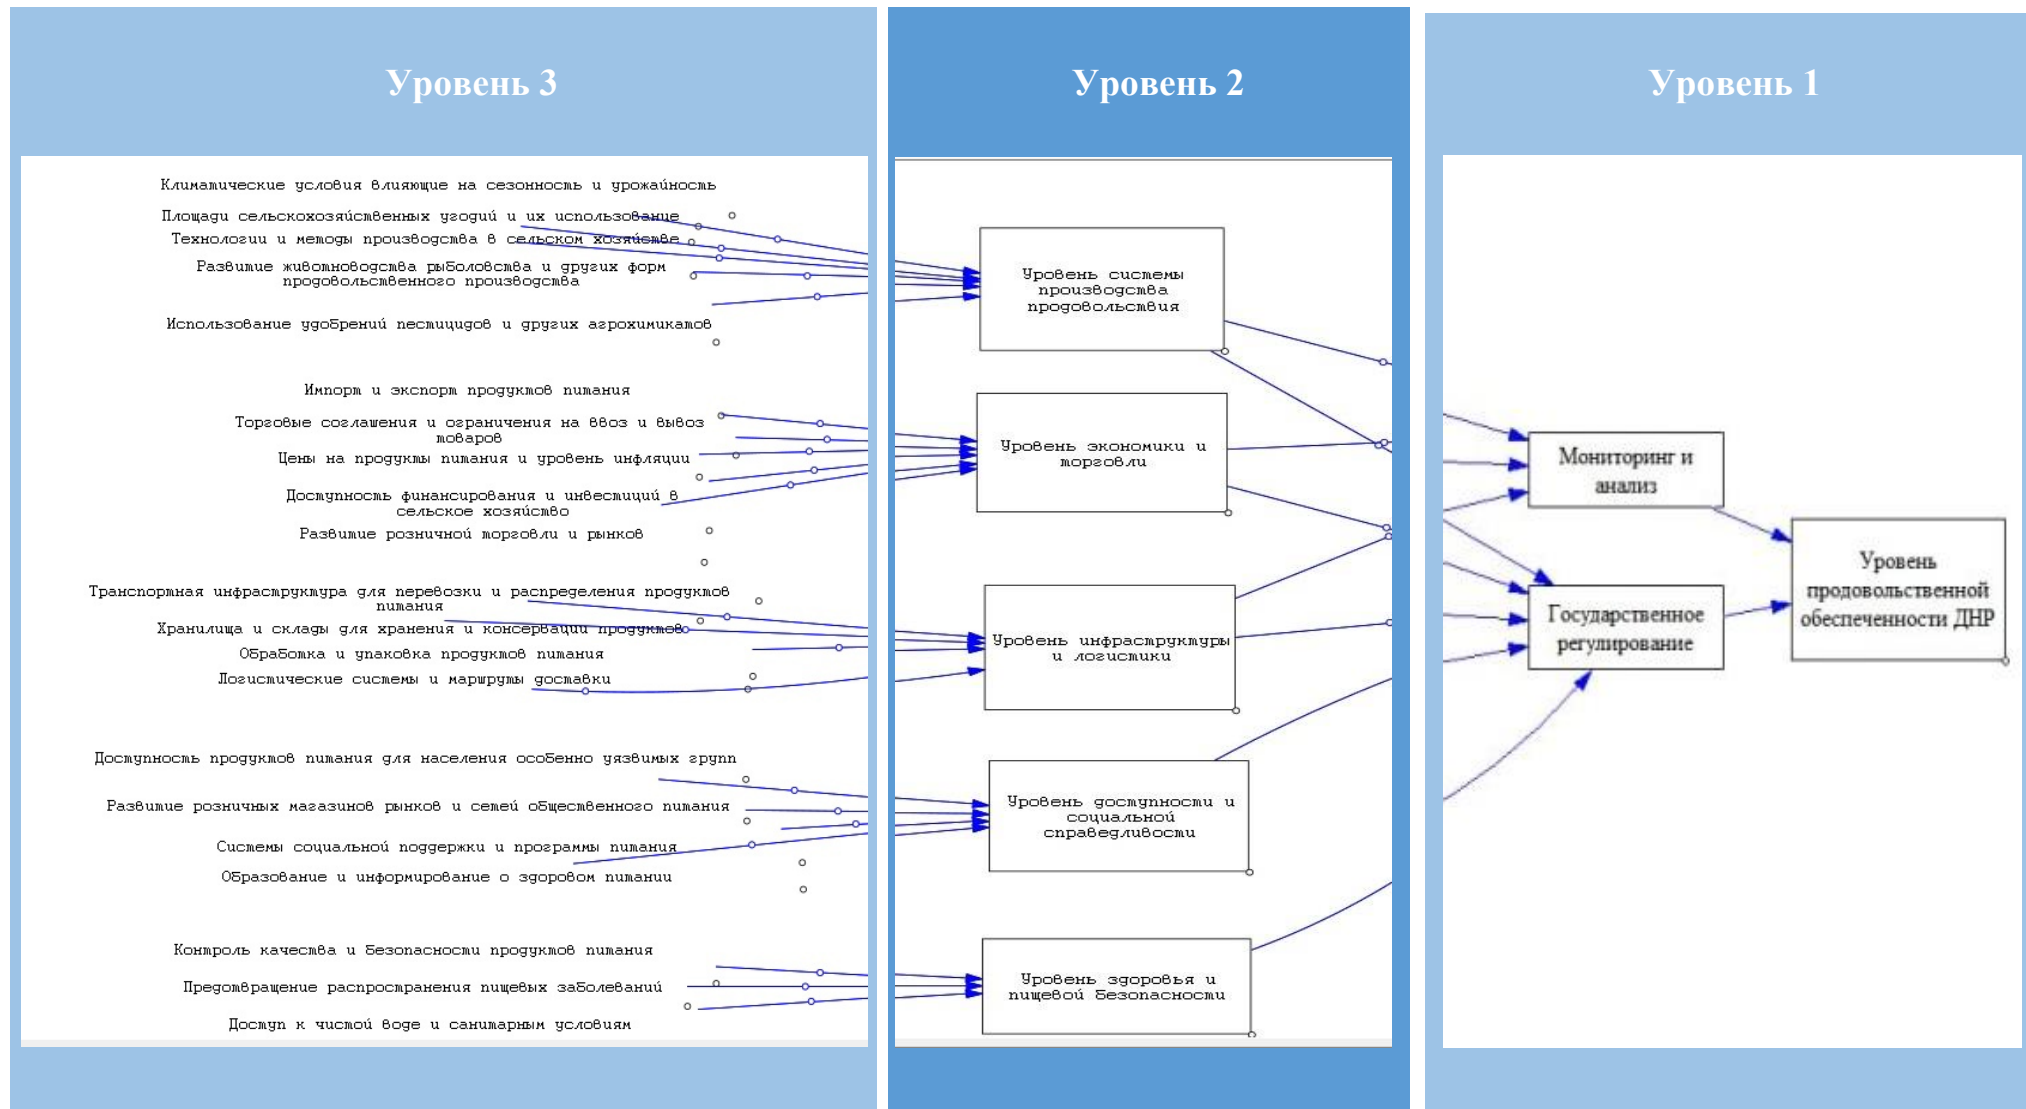 Уровень 3
Климатические условия влияющие на сезонность и урожайность
Площади сельскохозяйственных угодий и их использование
Технологии и методы производства в сельском хозяйстве
Развитие животноводства рыболовства и других форм
продовольственного производства
Использование удобрений пестицидов и других агрохимикатов
Импорт и экспорт продуктов питания
Торговые соглашения и ограничения на ввоз и вывоз
товаров
Цены на продукты питания и уровень инфляции
Доступность финансирования и инвестиций в
сельское хозяйство
Развитие розничной торговли и рынков
Транспортная инфраструктура для перевозки и распределения продуктов
питания
Хранилища и склады для хранения и консервации продуктов
Обработка и упаковка продуктов питания
Логистические системы и маршруты доставки
Доступность продуктов питания для населения особенно уязвимых групп
Развитие розничных магазинов рынков и сетей общественного питания
Системы социальной поддержки и программы питания
Образование и информирование о здоровом питании
Контроль качества и безопасности продуктов питания
Предотвращение распространения пищевых заболеваний
Доступ к чистой воде и санитарным условиям
Уровень 2
Уровень системы
производства
продовольствия
Уровень экономики и
торговли
Уровень инфраструктуры
и логистики
Уровень доступности и
социальной
справедливости
Уровень здоровья и
пищевой безопасности
Уровень 1
Мониторинг и
анализ
Государственное
регулирование
Уровень
продовольственной
обеспеченности ДНР